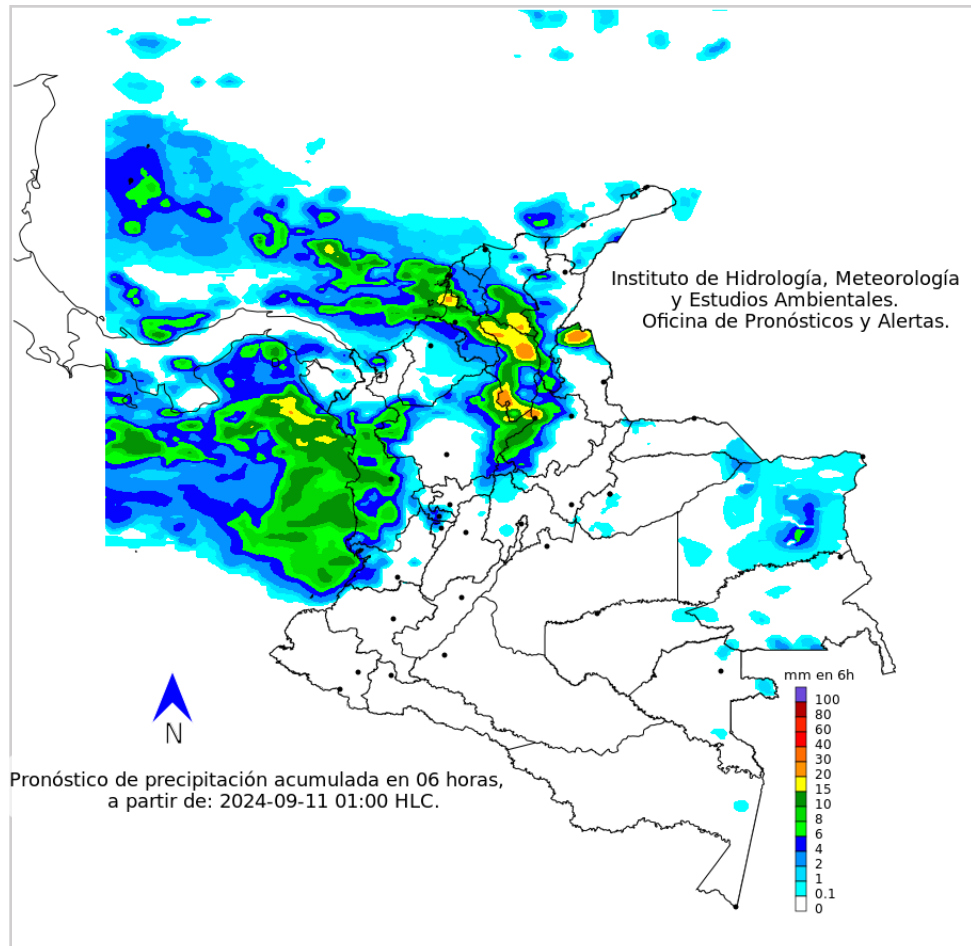 Instituto de Hidrología, Meteorología
y Estudios Ambientales.
Oficina de Pronósticos y Alertas.
mm en 6h
100
80
60
40
30
20
15
10
8
6
4
2
1
0.1
0
N
Pronóstico de precipitación acumulada en 06 horas,
a partir de: 2024-09-11 01:00 HLC.